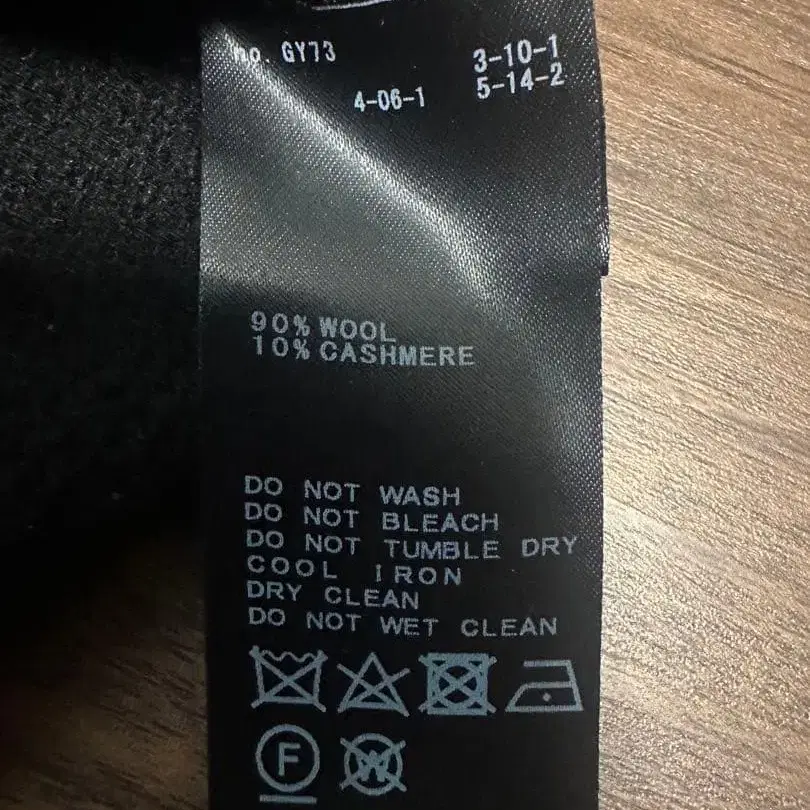 no. GY73
3-10-1
4-06-1
5-14-2
90% WOOL
10% CASHMERE
DO NOT WASH
DO NOT BLEACH
DO NOT TUMBLE DRY
COOL IRON
DRY CLEAN
DO NOT WET CLEAN
F
W